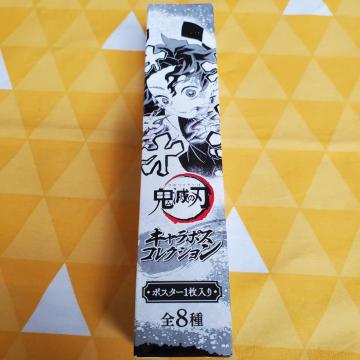 鬼滅の刃
キャラポス
コレクション
・ポスター1枚入り・
全8種